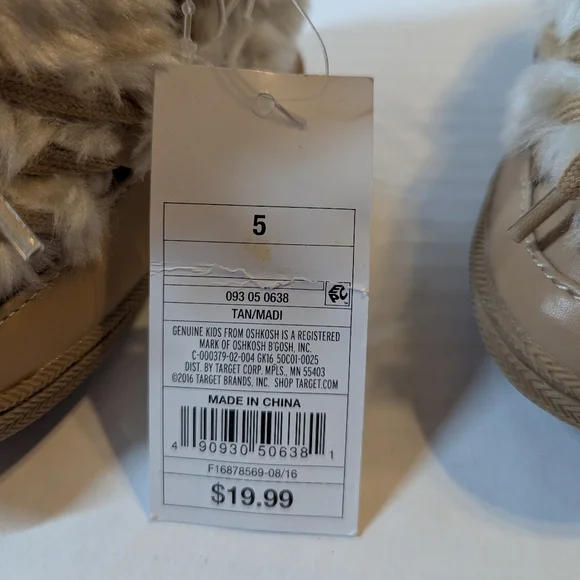 5
093 05 0638
TAN/MADI
GENUINE KIDS FROM OSHKOSH IS A REGISTERED
MARK OF OSHKOSH B'GOSH, INC.
C-000379-02-004 GK16 50C01-0025
DIST. BY TARGET CORP. MPLS., MN 55403
©2016 TARGET BRANDS, INC. SHOP TARGET.COM
MADE IN CHINA
4 90930 50638 1
F16878569-08/16
$19.99